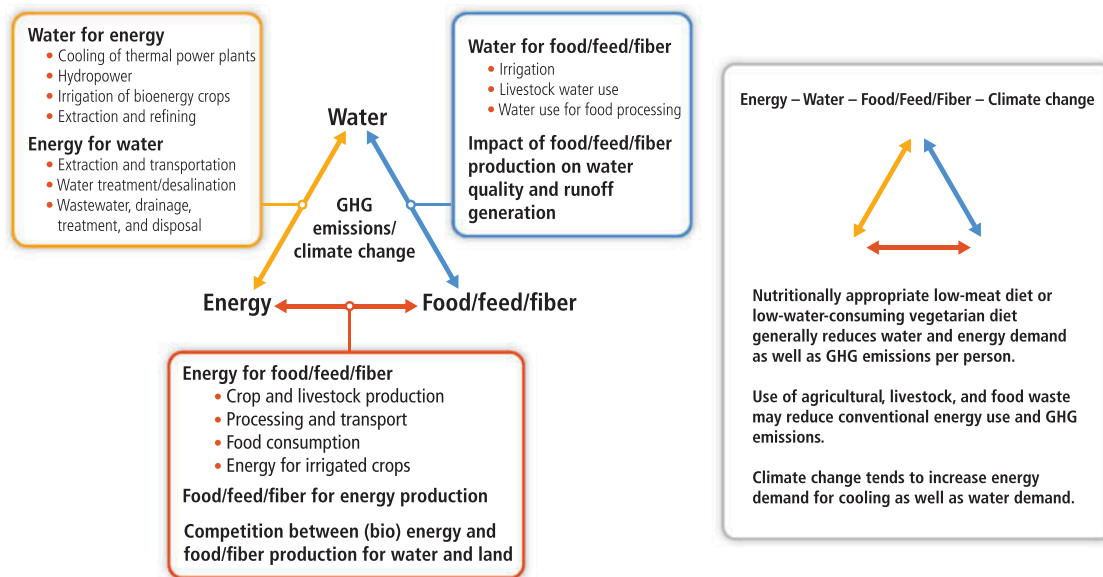 Water for energy
• Cooling of thermal power plants
• Hydropower
• Irrigation of bioenergy crops
• Extraction and refining
Energy for water
• Extraction and transportation
• Water treatment/desalination
• Wastewater, drainage,
treatment, and disposal
Water
Water for food/feed/fiber
• Irrigation
• Livestock water use
• Water use for food processing
Impact of food/feed/fiber
production on water
quality and runoff
generation
GHG
emissions/
climate change
Energy
Food/feed/fiber
Energy for food/feed/fiber
• Crop and livestock production
• Processing and transport
• Food consumption
• Energy for irrigated crops
Food/feed/fiber for energy production
Competition between (bio) energy and
food/fiber production for water and land
Energy – Water – Food/Feed/Fiber – Climate change
Nutritionally appropriate low-meat diet or
low-water-consuming vegetarian diet
generally reduces water and energy demand
as well as GHG emissions per person.
Use of agricultural, livestock, and food waste
may reduce conventional energy use and GHG
emissions.
Climate change tends to increase energy
demand for cooling as well as water demand.